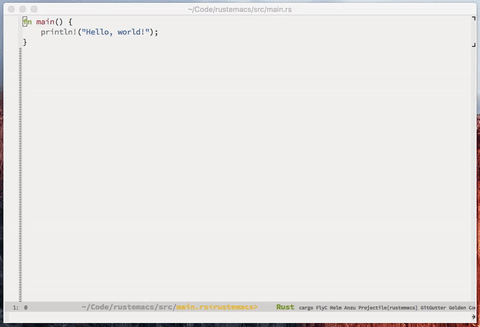 ~/Code/rustemacs/src/main.rs
fn main() {
println!("Hello, world!");
}
1: 0 ~/Code/rustemacs/src/main.rs<rustemacs> Rust cargo FlyC Helm Anzu Projectile[rustemacs] GitGutter Golden Co